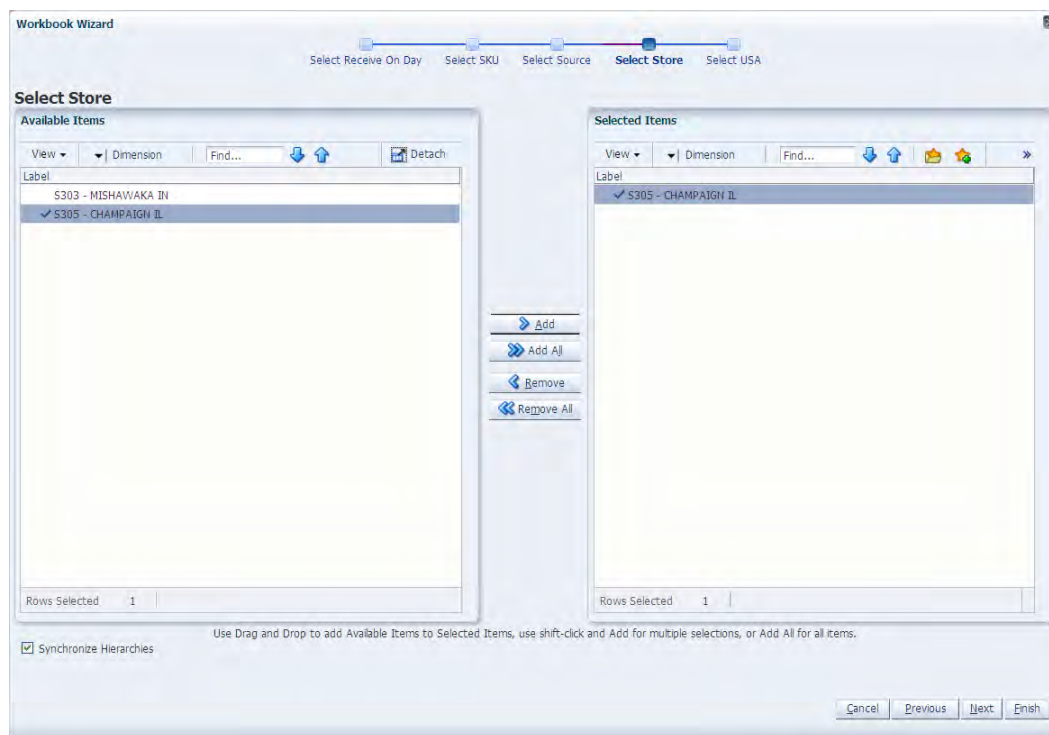 Workbook Wizard
Select Receive On Day Select SKU Select Source Select Store Select USA
Select Store
Available Items
View Dimension Find... Detach
Label
S303 - MISHAWAKA IN
S305 - CHAMPAIGN IL
Rows Selected 1
Add
Add All
Remove
Remove All
Selected Items
View Dimension Find... »
Label
S305 - CHAMPAIGN IL
Rows Selected 1
Use Drag and Drop to add Available Items to Selected Items, use shift-click and Add for multiple selections, or Add All for all items.
Synchronize Hierarchies
Cancel Previous Next Finish